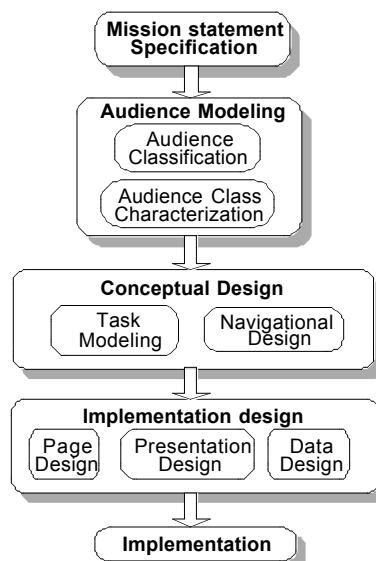 Mission statement
Specification
Audience Modeling
Audience
Classification
Audience Class
Characterization
Conceptual Design
Task
Modeling
Navigational
Design
Implementation design
Page
Design
Presentation
Design
Data
Design
Implementation